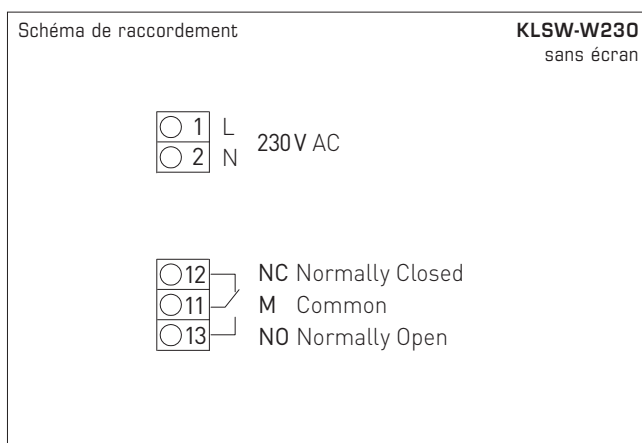 Schéma de raccordement KLSW-W230
sans écran
1 L
2 N
230 V AC
12 NC Normally Closed
11 M Common
13 NO Normally Open